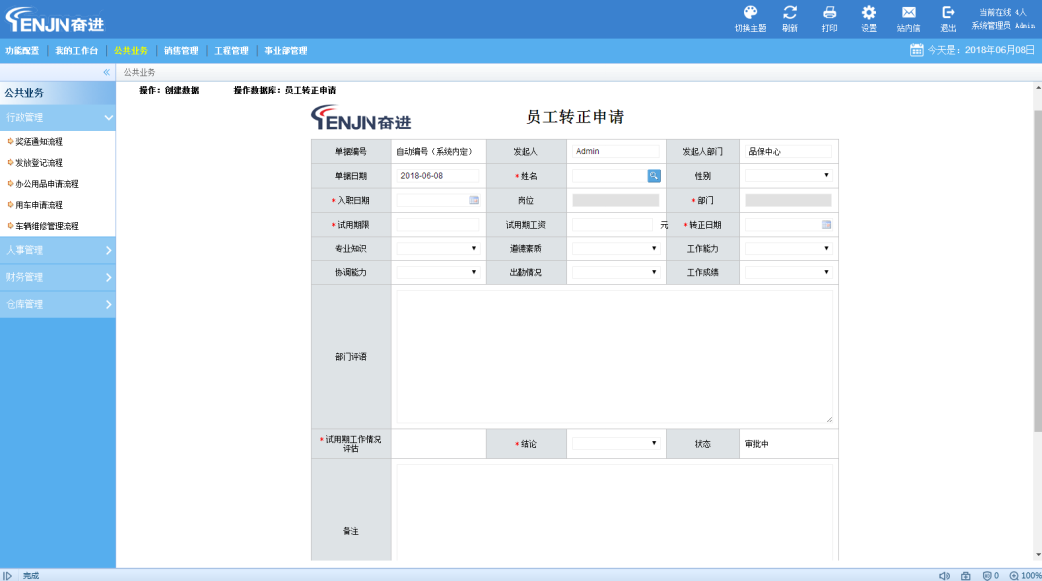 ENJIN奋进
切换主题 刷新 打印 设置 站内信 退出
当前在线 4人
系统管理员 Admin
功能配置 我的工作台 公共业务 销售管理 工程管理 事业部管理 今天是：2018年06月08日
公共业务
公共业务
操作：创建数据 操作数据库：员工转正申请
行政管理
奖惩通知流程
发放登记流程
办公用品申请流程
用车申请流程
车辆维修管理流程
人事管理
财务管理
仓库管理
ENJIN奋进 员工转正申请
单据编号 自动编号（系统内定） 发起人 Admin 发起人部门 品保中心
单据日期 2018-06-08 *姓名 性别
*入职日期 岗位 *部门
*试用期限 试用期工资 元 *转正日期
专业知识 道德素质 工作能力
协调能力 出勤情况 工作成绩
部门评语
*试用期工作情况
评估 *结论 状态 审批中
备注
完成 0 100%